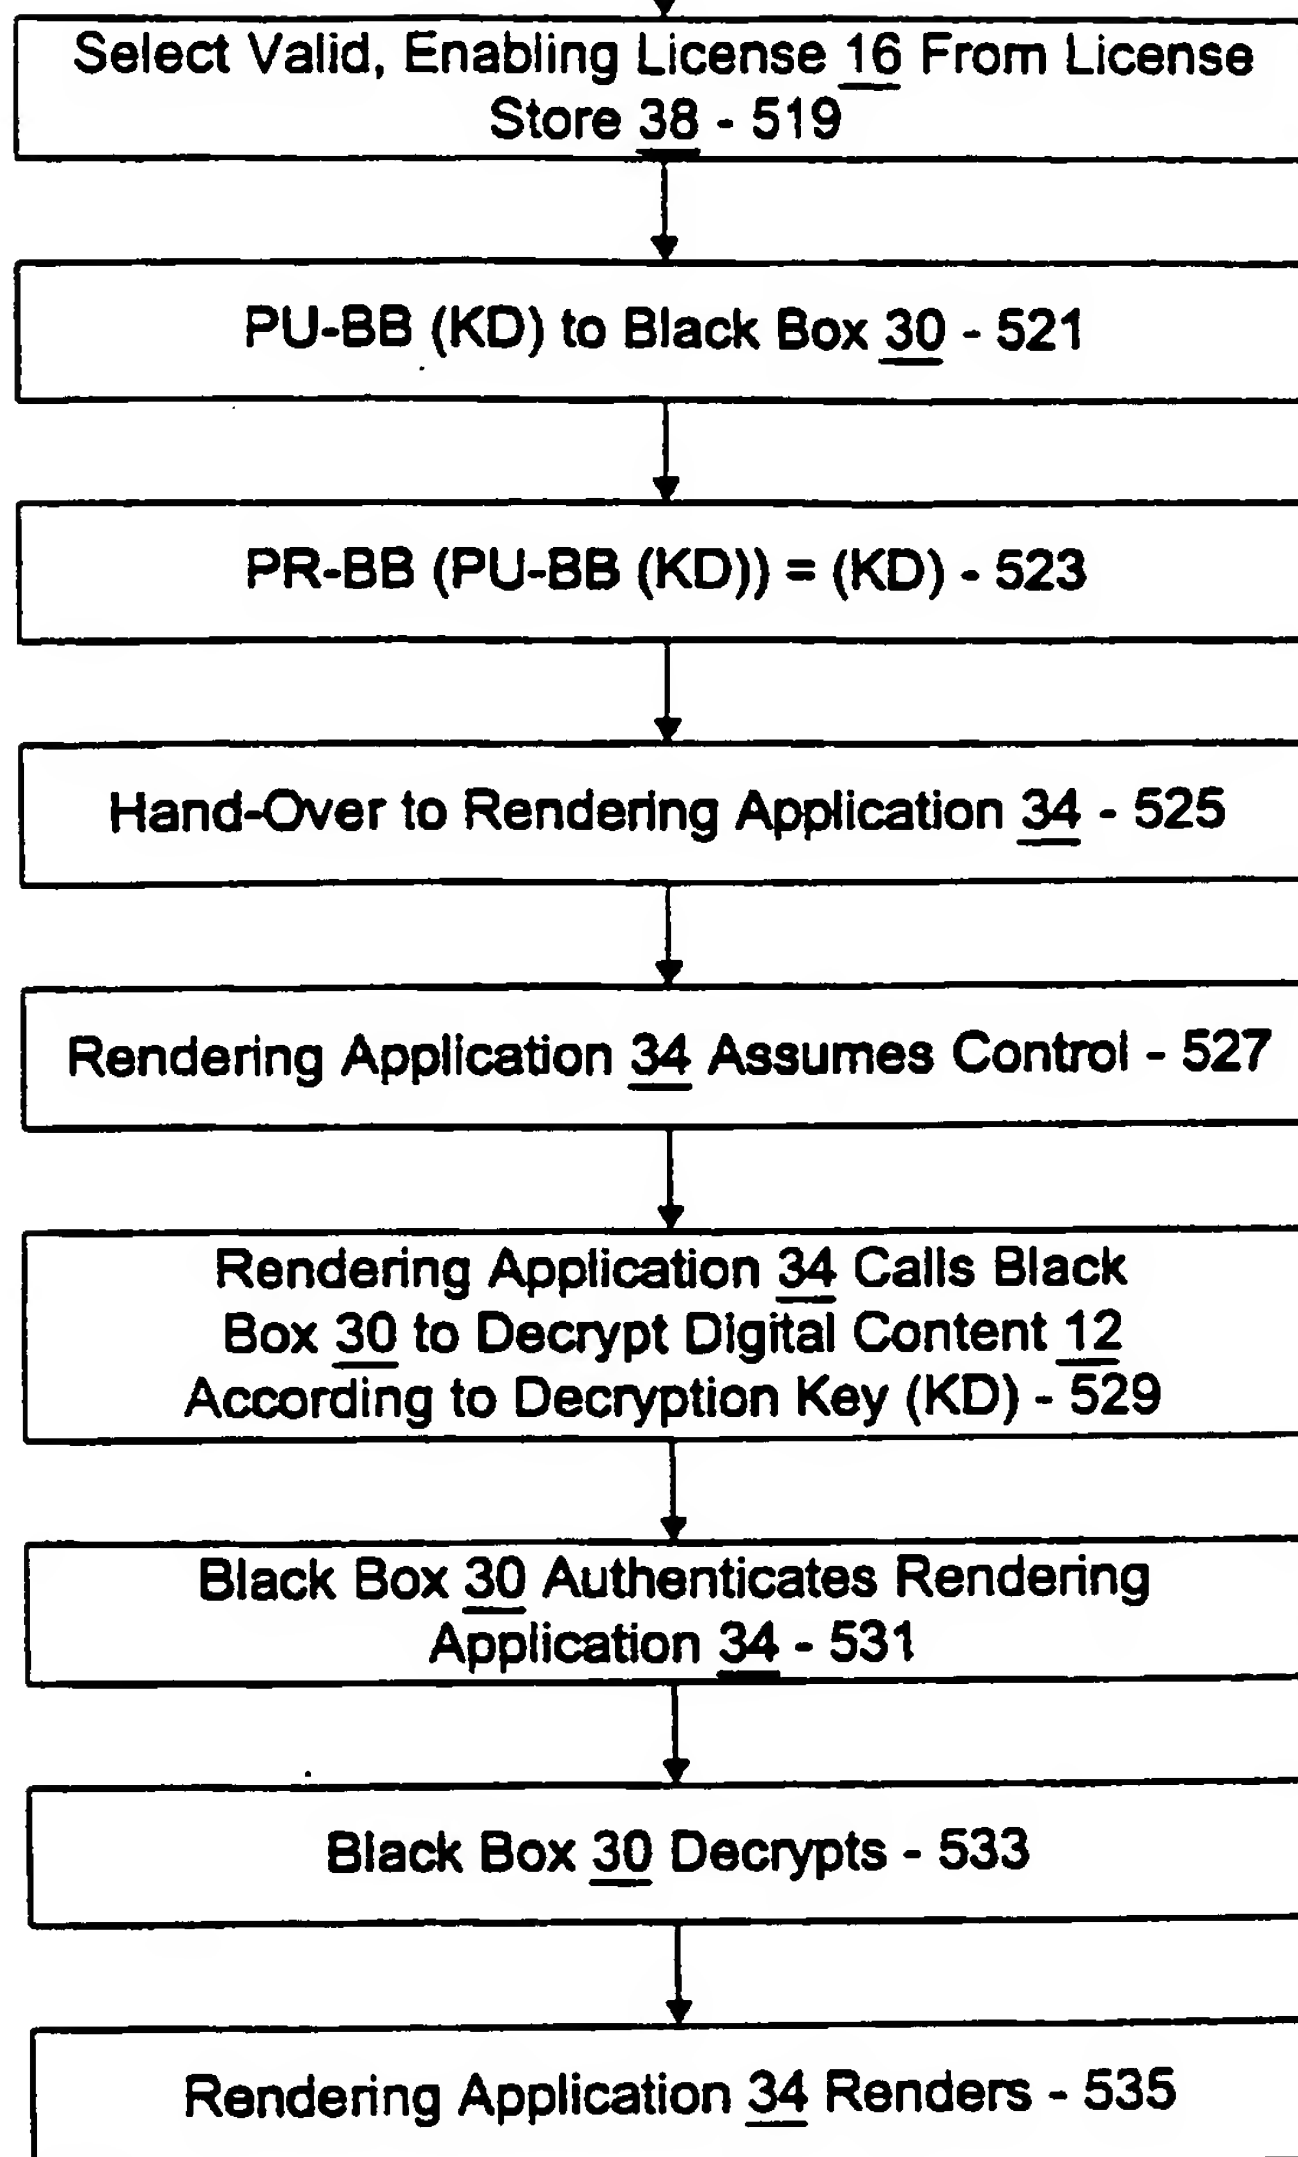 Select Valid, Enabling License 16 From License
Store 38 - 519
PU-BB (KD) to Black Box 30 - 521
PR-BB (PU-BB (KD)) = (KD) - 523
Hand-Over to Rendering Application 34 - 525
Rendering Application 34 Assumes Control - 527
Rendering Application 34 Calls Black
Box 30 to Decrypt Digital Content 12
According to Decryption Key (KD) - 529
Black Box 30 Authenticates Rendering
Application 34 - 531
Black Box 30 Decrypts - 533
Rendering Application 34 Renders - 535